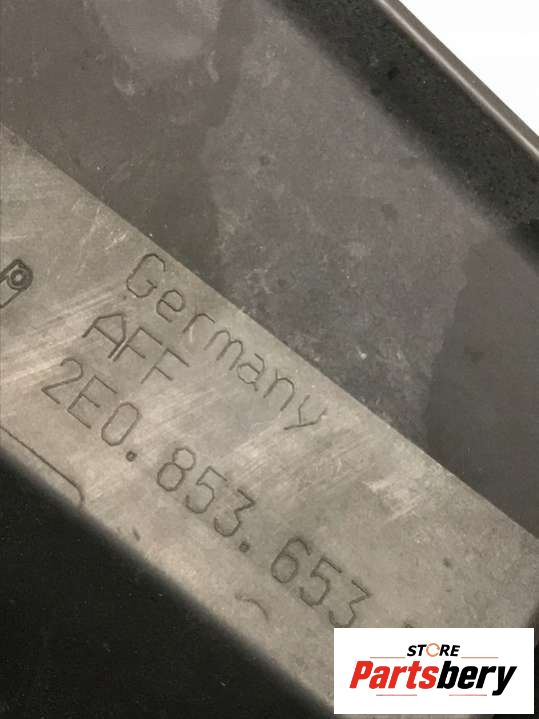 Germany
AFF
2E0.853.653
STORE
Partsbery